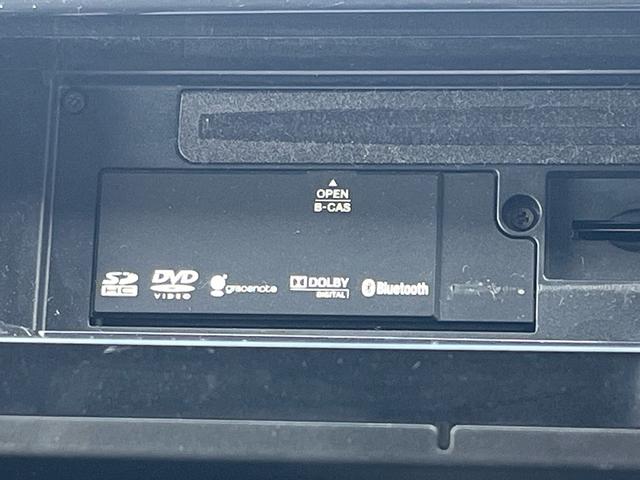 OPEN
B-CAS
SD
HC
DVD
VIDEO
gracenote
DOLBY
DIGITAL
Bluetooth